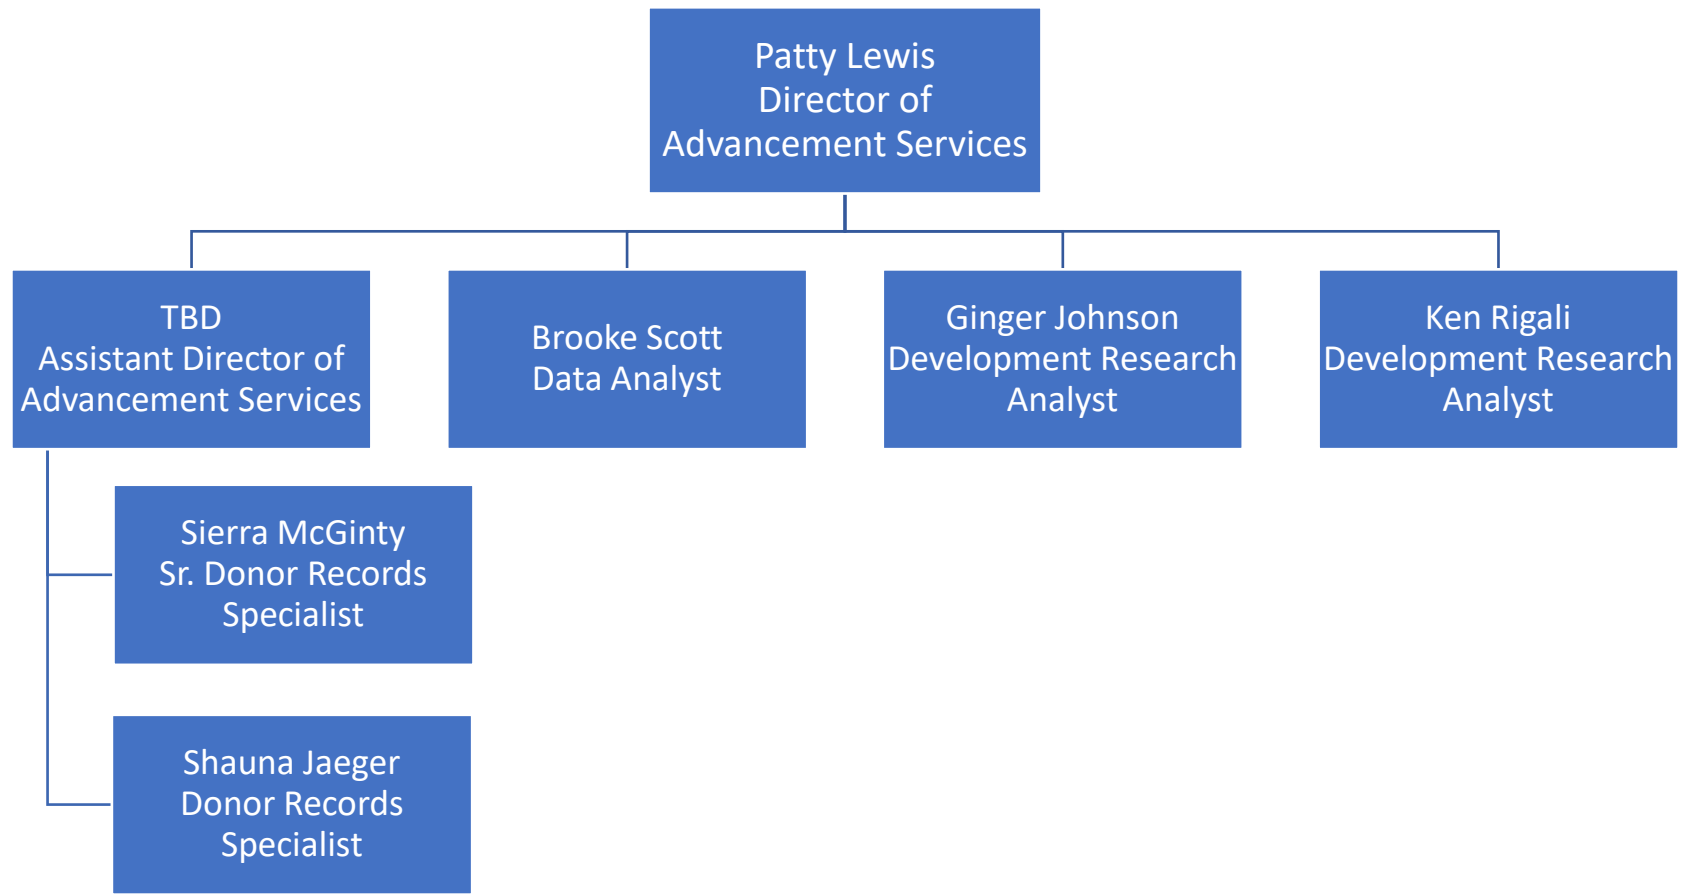 Patty Lewis
Director of
Advancement Services
TBD
Assistant Director of
Advancement Services
Brooke Scott
Data Analyst
Ginger Johnson
Development Research
Analyst
Ken Rigali
Development Research
Analyst
Sierra McGinty
Sr. Donor Records
Specialist
Shauna Jaeger
Donor Records
Specialist